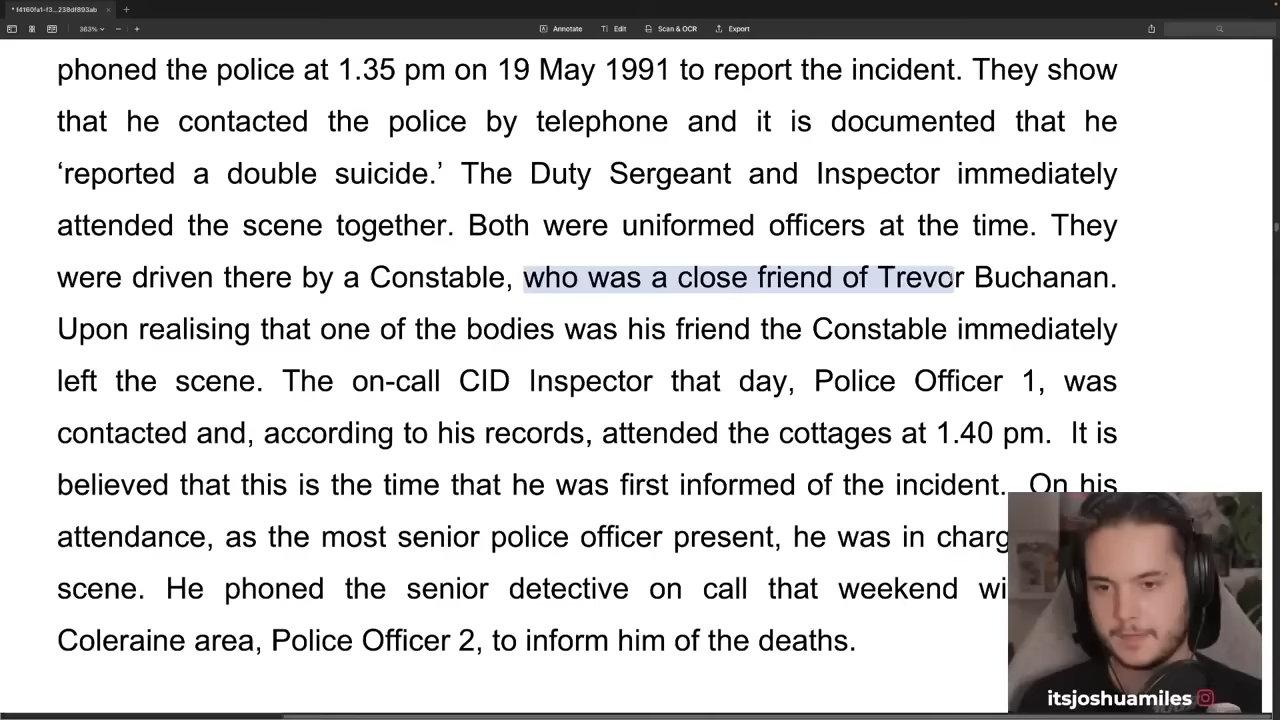 * f4160fa1-f3...238df893ab
363%
Annotate
Edit
Scan & OCR
Export
phoned the police at 1.35 pm on 19 May 1991 to report the incident. They show
that he contacted the police by telephone and it is documented that he
‘reported a double suicide.’ The Duty Sergeant and Inspector immediately
attended the scene together. Both were uniformed officers at the time. They
were driven there by a Constable, who was a close friend of Trevor Buchanan.
Upon realising that one of the bodies was his friend the Constable immediately
left the scene. The on-call CID Inspector that day, Police Officer 1, was
contacted and, according to his records, attended the cottages at 1.40 pm. It is
believed that this is the time that he was first informed of the incident. On his
attendance, as the most senior police officer present, he was in charg
scene. He phoned the senior detective on call that weekend wi
Coleraine area, Police Officer 2, to inform him of the deaths.
itsjoshuamiles